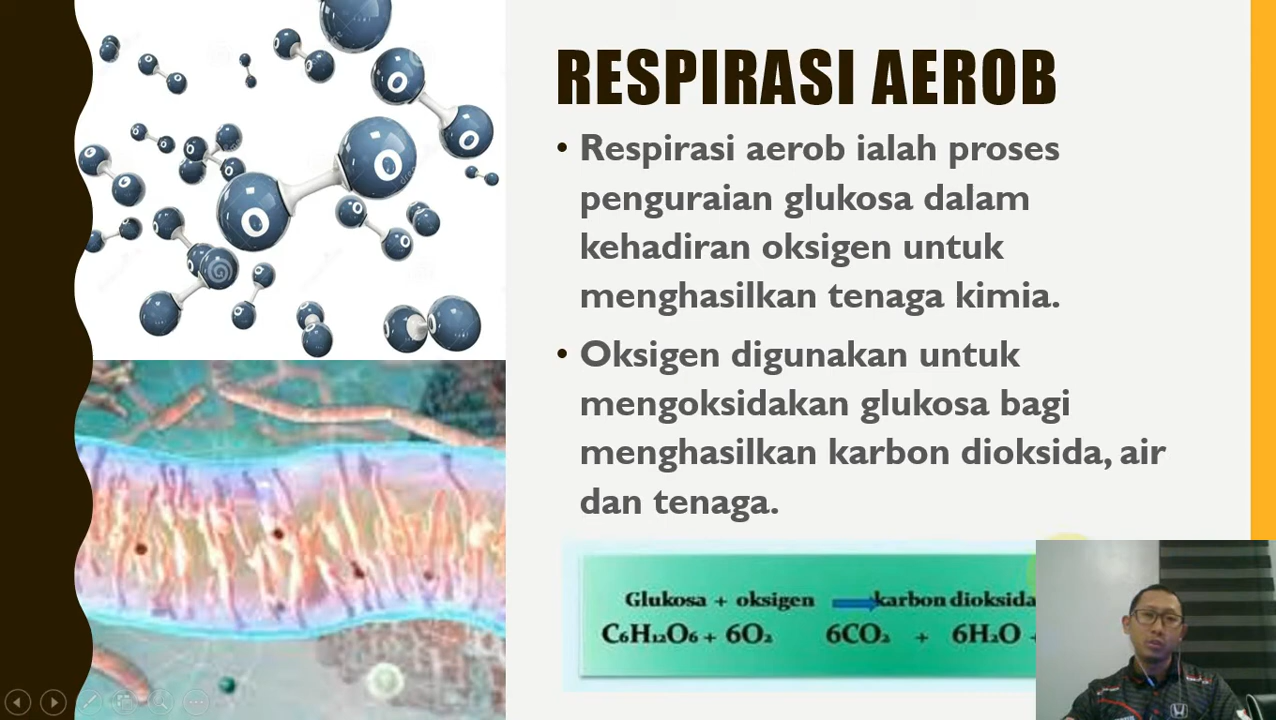 RESPIRASI AEROB
• Respirasi aerob ialah proses
penguraian glukosa dalam
kehadiran oksigen untuk
menghasilkan tenaga kimia.
• Oksigen digunakan untuk
mengoksidakan glukosa bagi
menghasilkan karbon dioksida, air
dan tenaga.
Glukosa + oksigen → karbon dioksida
C₆H₁₂O₆ + 6O₂ 6CO₂ + 6H₂O +
O O
O O
O O